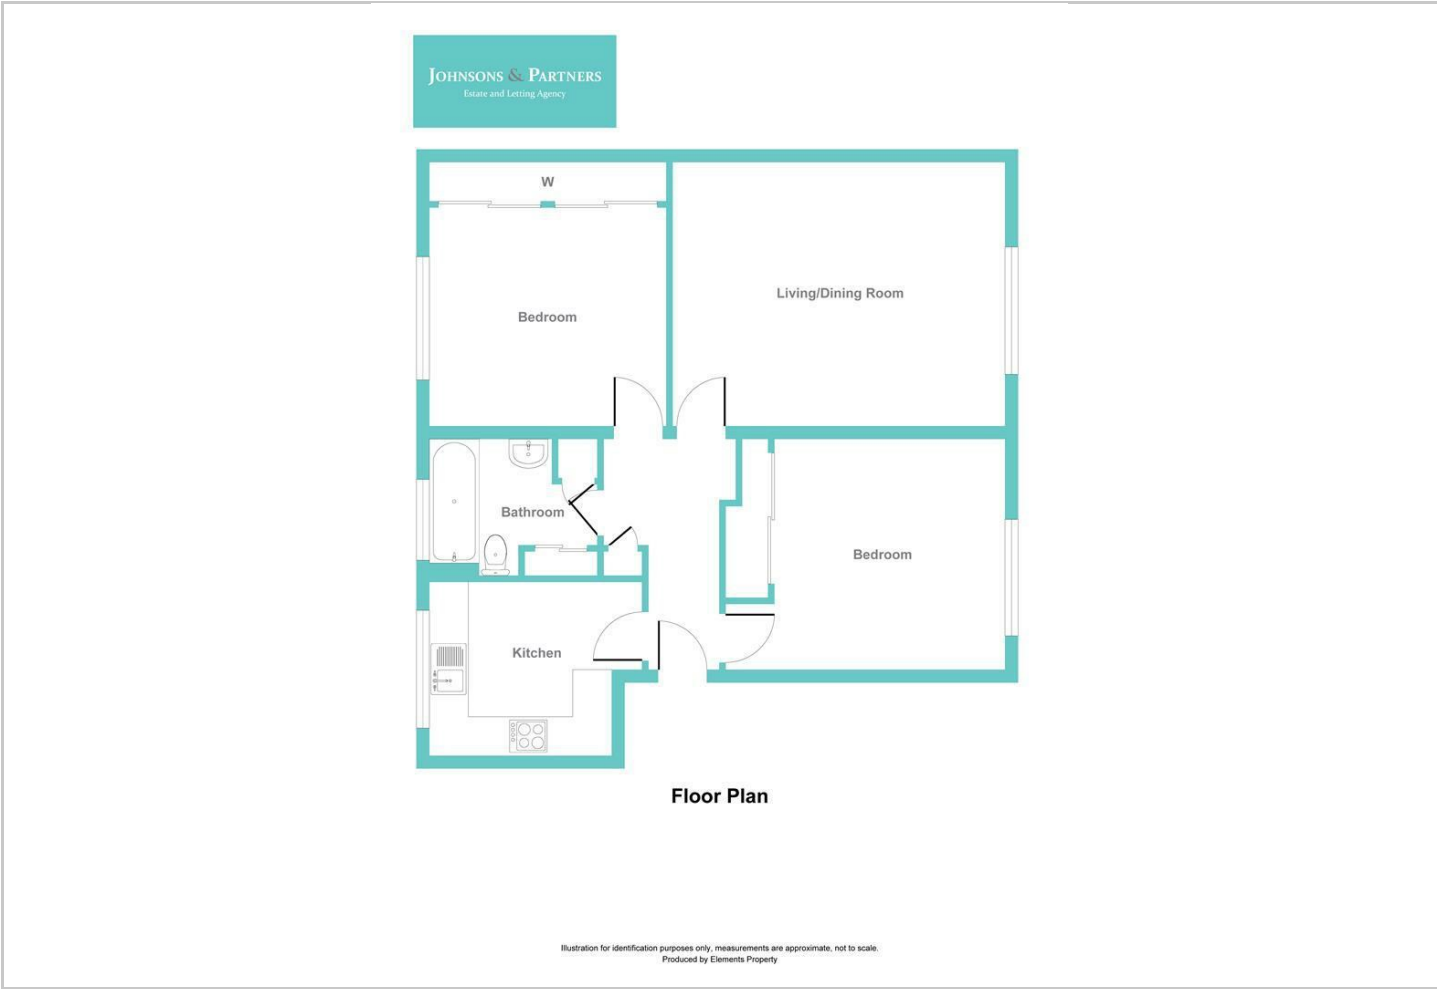 JOHNSONS & PARTNERS
Estate and Letting Agency
W
Living/Dining Room
Bedroom
Bathroom
Bedroom
Kitchen
Floor Plan
Illustration for identification purposes only, measurements are approximate, not to scale.
Produced by Elements Property